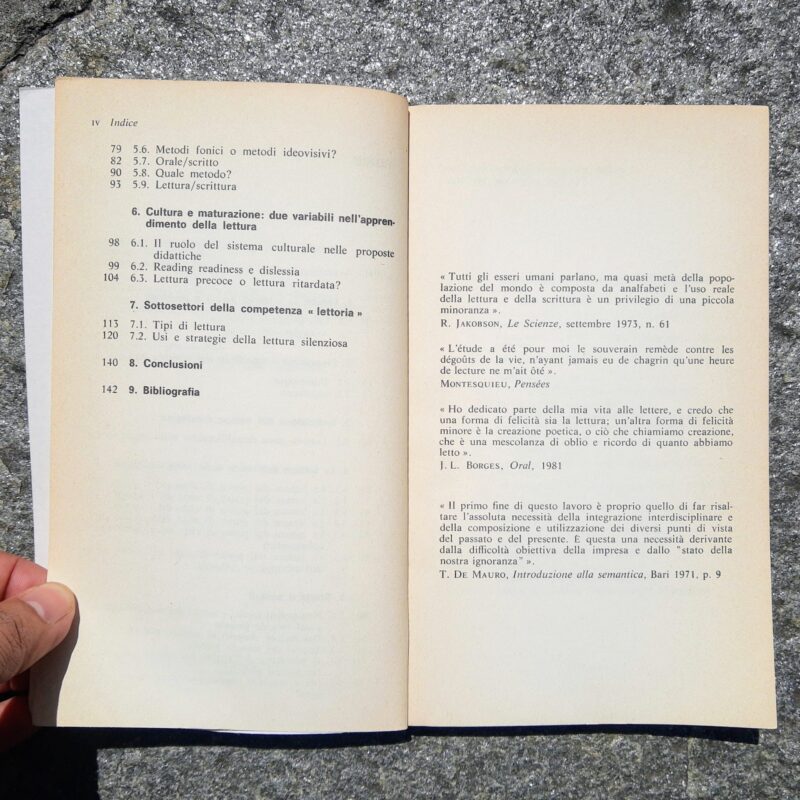 IV Indice
79 5.6. Metodi fonici o metodi ideovisivi?
82 5.7. Orale/scritto
90 5.8. Quale metodo?
93 5.9. Lettura/scrittura
6. Cultura e maturazione: due variabili nell'appren-
dimento della lettura
98 6.1. Il ruolo del sistema culturale nelle proposte
didattiche
99 6.2. Reading readiness e dislessia
104 6.3. Lettura precoce o lettura ritardata?
7. Sottosettori della competenza « lettoria »
113 7.1. Tipi di lettura
120 7.2. Usi e strategie della lettura silenziosa
140 8. Conclusioni
142 9. Bibliografia
« Tutti gli esseri umani parlano, ma quasi metà della popo-
lazione del mondo è composta da analfabeti e l'uso reale
della lettura e della scrittura è un privilegio di una piccola
minoranza ».
R. JAKOBSON, Le Scienze, settembre 1973, n. 61
« L'étude a été pour moi le souverain remède contre les
dégoûts de la vie, n'ayant jamais eu de chagrin qu'une heure
de lecture ne m'ait ôté ».
MONTESQUIEU, Pensées
« Ho dedicato parte della mia vita alle lettere, e credo che
una forma di felicità sia la lettura; un'altra forma di felicità
minore è la creazione poetica, o ciò che chiamiamo creazione,
che è una mescolanza di oblio e ricordo di quanto abbiamo
letto ».
J. L. BORGES, Oral, 1981
« Il primo fine di questo lavoro è proprio quello di far risal-
tare l'assoluta necessità della integrazione interdisciplinare e
della composizione e utilizzazione dei diversi punti di vista
del passato e del presente. È questa una necessità derivante
dalla difficoltà obiettiva della impresa e dallo "stato della
nostra ignoranza" ».
T. DE MAURO, Introduzione alla semantica, Bari 1971, p. 9